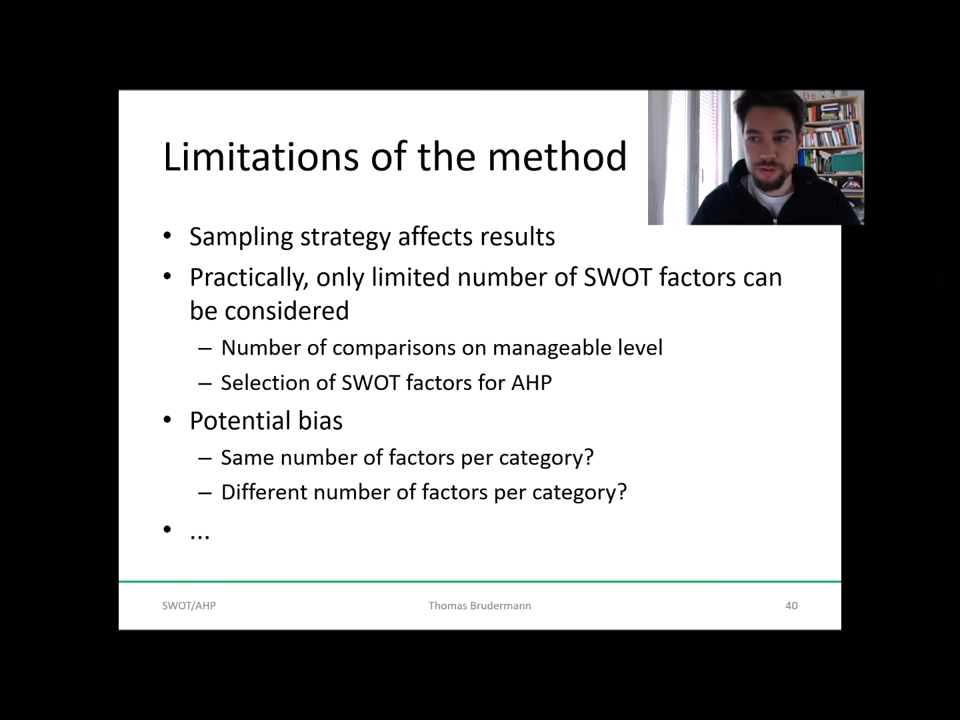 Limitations of the method
• Sampling strategy affects results
• Practically, only limited number of SWOT factors can
be considered
– Number of comparisons on manageable level
– Selection of SWOT factors for AHP
• Potential bias
– Same number of factors per category?
– Different number of factors per category?
• ...
SWOT/AHP Thomas Brudermann 40